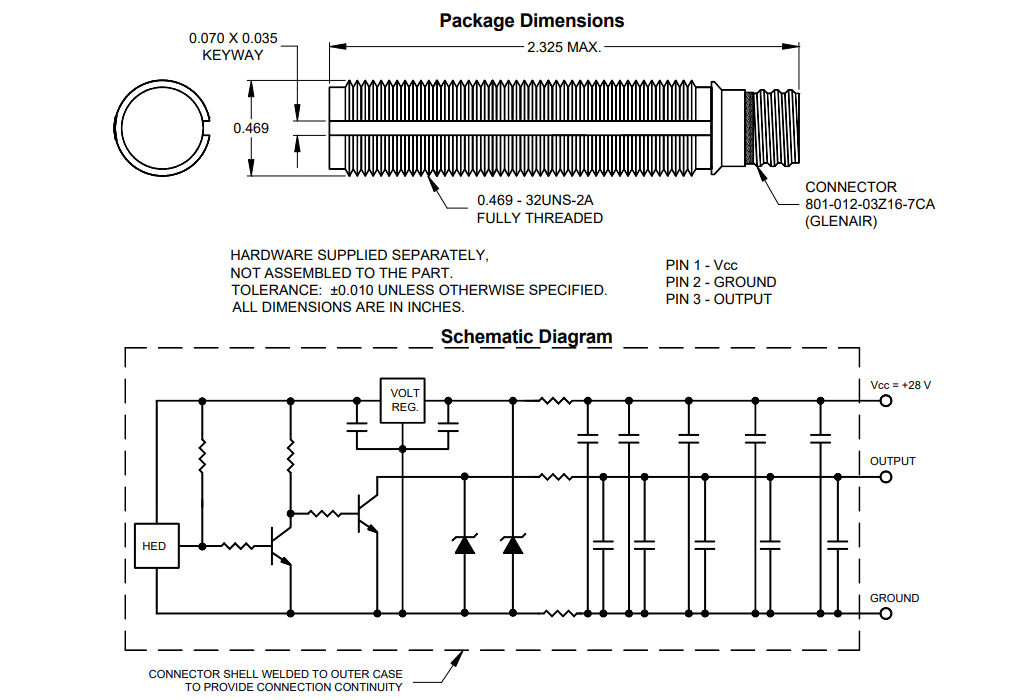 Package Dimensions
0.070 X 0.035
KEYWAY
2.325 MAX.
0.469
0.469 - 32UNS-2A
FULLY THREADED
CONNECTOR
801-012-03Z16-7CA
(GLENAIR)
HARDWARE SUPPLIED SEPARATELY,
NOT ASSEMBLED TO THE PART.
TOLERANCE: ±0.010 UNLESS OTHERWISE SPECIFIED.
ALL DIMENSIONS ARE IN INCHES.
PIN 1 - Vcc
PIN 2 - GROUND
PIN 3 - OUTPUT
Schematic Diagram
VOLT
REG.
Vcc = +28 V
OUTPUT
HED
GROUND
CONNECTOR SHELL WELDED TO OUTER CASE
TO PROVIDE CONNECTION CONTINUITY